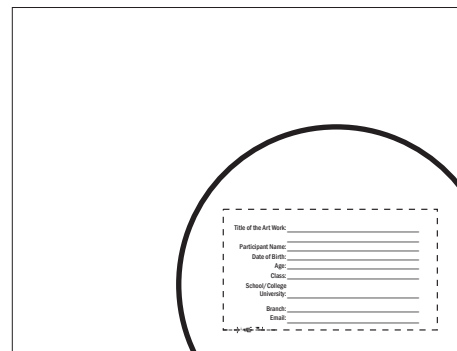 Title of the Art Work:
Participant Name:
Date of Birth:
Age:
Class:
School/College
University:
Branch:
Email: